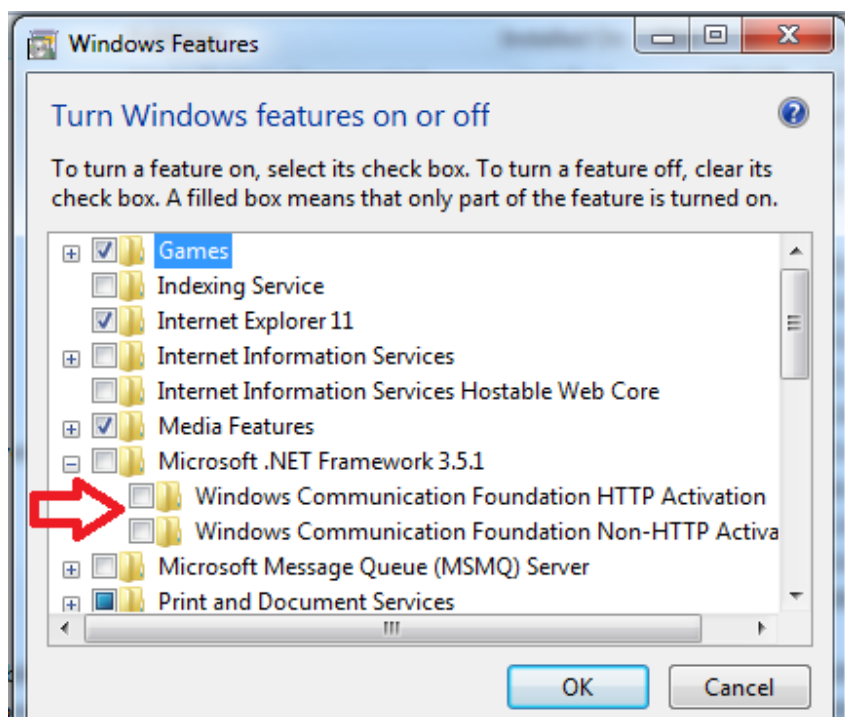 Windows Features
Turn Windows features on or off
To turn a feature on, select its check box. To turn a feature off, clear its
check box. A filled box means that only part of the feature is turned on.
Games
Indexing Service
Internet Explorer 11
Internet Information Services
Internet Information Services Hostable Web Core
Media Features
Microsoft .NET Framework 3.5.1
Windows Communication Foundation HTTP Activation
Windows Communication Foundation Non-HTTP Activa
Microsoft Message Queue (MSMQ) Server
Print and Document Services
OK Cancel